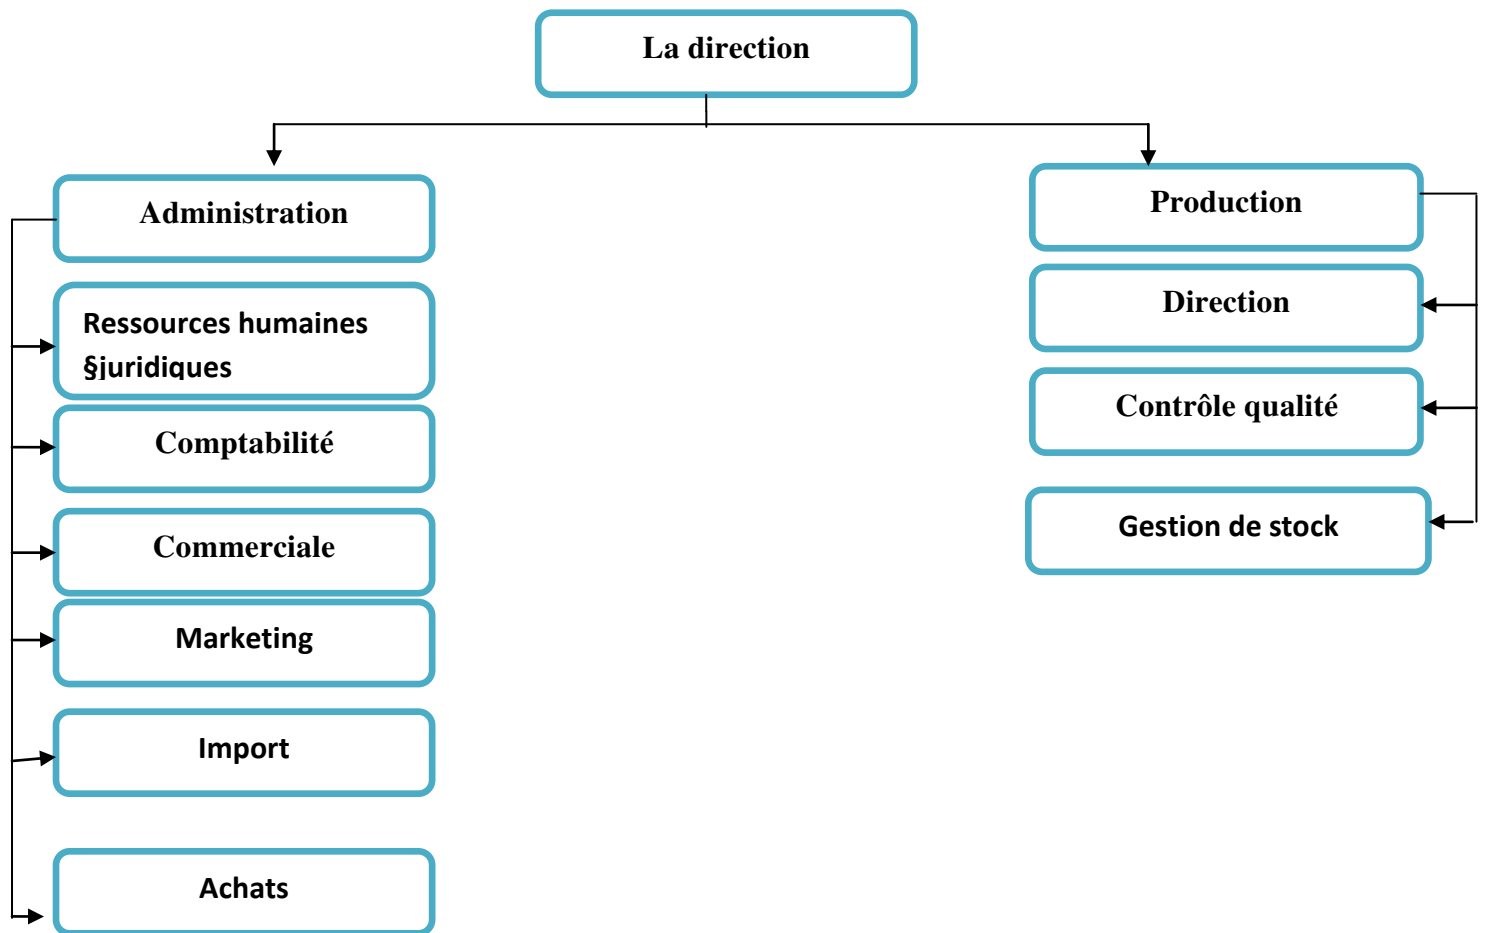 La direction
Administration
Ressources humaines
§juridiques
Comptabilité
Commerciale
Marketing
Import
Achats
Production
Direction
Contrôle qualité
Gestion de stock